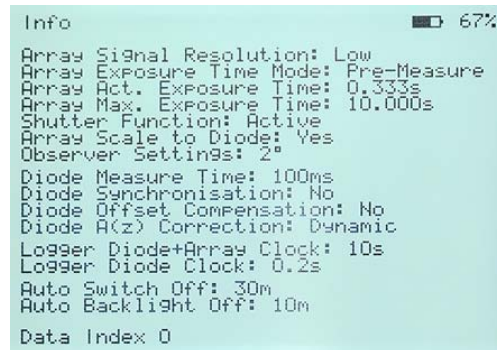 Info 67%
Array Signal Resolution: Low
Array Exposure Time Mode: Pre-Measure
Array Act. Exposure Time: 0.333s
Array Max. Exposure Time: 10.000s
Shutter Function: Active
Array Scale to Diode: Yes
Observer Settings: 2°
Diode Measure Time: 100ms
Diode Synchronisation: No
Diode Offset Compensation: No
Diode A(z) Correction: Dynamic
Logger Diode+Array Clock: 10s
Logger Diode Clock: 0.2s
Auto Switch Off: 30m
Auto Backlight Off: 10m
Data Index 0